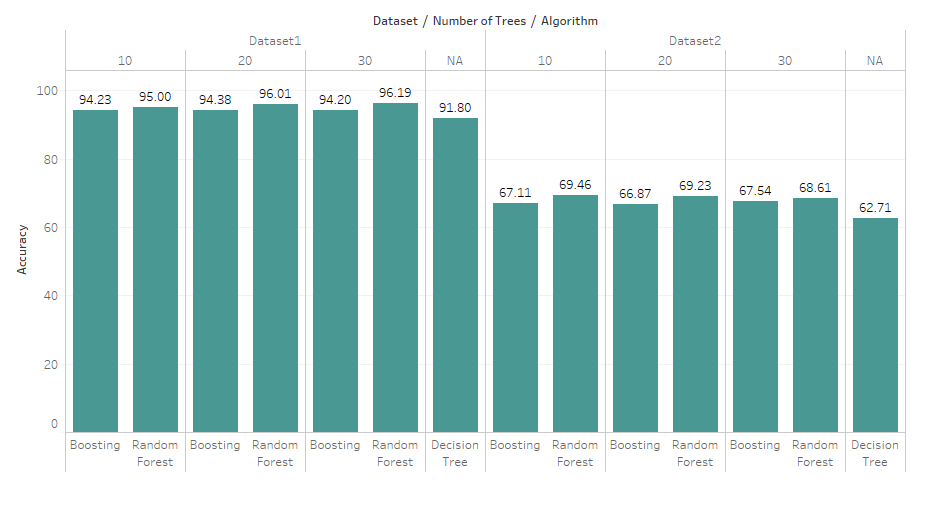 Dataset / Number of Trees / Algorithm
Dataset1 Dataset2
10 20 30 NA 10 20 30 NA
100
94.23 95.00 94.38 96.01 94.20 96.19 91.80
80
69.46 69.23 68.61
67.11 66.87 67.54
62.71
60
Accuracy
40
20
0
Boosting Random Boosting Random Boosting Random Decision Boosting Random Boosting Random Boosting Random Decision
Forest Forest Forest Tree Forest Forest Forest Tree